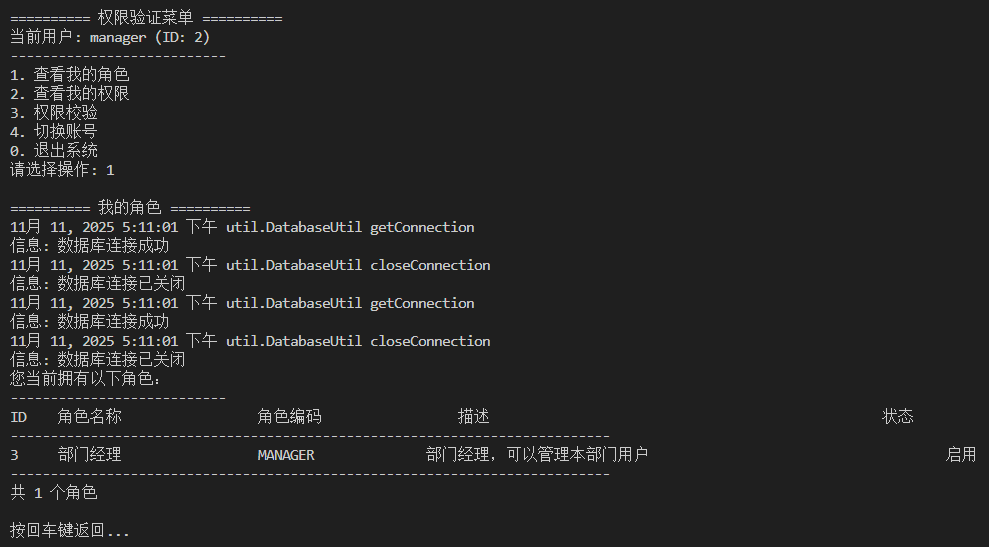 ========== 权限验证菜单 ==========
当前用户: manager (ID: 2)
---------------------------
1. 查看我的角色
2. 查看我的权限
3. 权限校验
4. 切换账号
0. 退出系统
请选择操作: 1
========== 我的角色 ==========
11月 11, 2025 5:11:01 下午 util.DatabaseUtil getConnection
信息: 数据库连接成功
11月 11, 2025 5:11:01 下午 util.DatabaseUtil closeConnection
信息: 数据库连接已关闭
11月 11, 2025 5:11:01 下午 util.DatabaseUtil getConnection
信息: 数据库连接成功
11月 11, 2025 5:11:01 下午 util.DatabaseUtil closeConnection
信息: 数据库连接已关闭
您当前拥有以下角色:
---------------------------
ID 角色名称 角色编码 描述 状态
---------------------------------------------------------------------------
3 部门经理 MANAGER 部门经理，可以管理本部门用户 启用
---------------------------------------------------------------------------
共 1 个角色
按回车键返回...